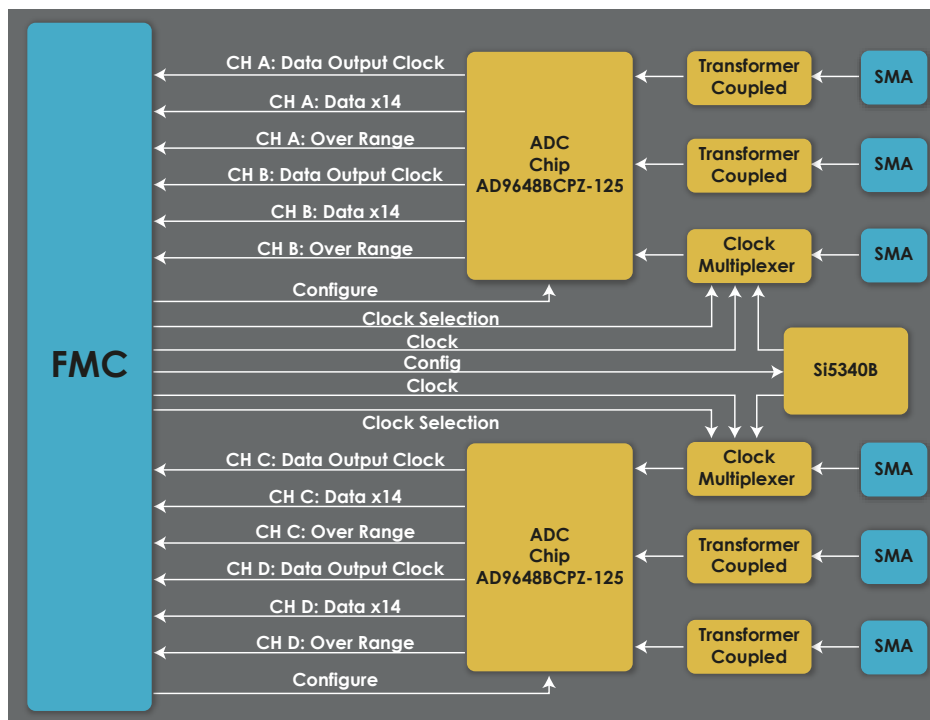 FMC
CH A: Data Output Clock
CH A: Data x14
CH A: Over Range
CH B: Data Output Clock
CH B: Data x14
CH B: Over Range
Configure
Clock Selection
Clock
Config
Clock
Clock Selection
CH C: Data Output Clock
CH C: Data x14
CH C: Over Range
CH D: Data Output Clock
CH D: Data x14
CH D: Over Range
Configure
ADC
Chip
AD9648BCPZ-125
ADC
Chip
AD9648BCPZ-125
Transformer
Coupled
SMA
Transformer
Coupled
SMA
Clock
Multiplexer
SMA
Si5340B
Clock
Multiplexer
SMA
Transformer
Coupled
SMA
Transformer
Coupled
SMA